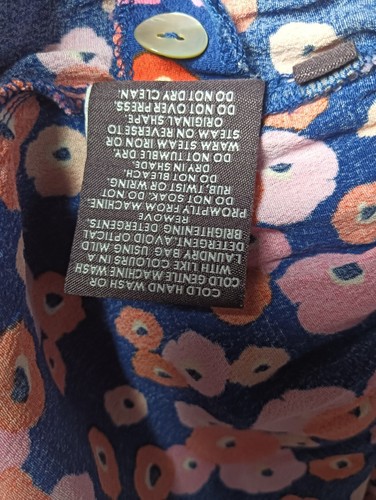 COLD HAND WASH OR
COLD GENTLE MACHINE WASH
WITH LIKE COLOURS IN A
LAUNDRY BAG USING MILD
DETERGENT. AVOID OPTICAL
BRIGHTENING DETERGENTS.
REMOVE
PROMPTLY FROM MACHINE.
DO NOT SOAK. DO NOT
RUB, TWIST OR WRING
DO NOT BLEACH.
DRY IN SHADE.
DO NOT TUMBLE DRY.
WARM STEAM IRON OR
STEAM ON REVERSE TO
ORIGINAL SHAPE.
DO NOT OVER PRESS.
DO NOT DRY CLEAN.